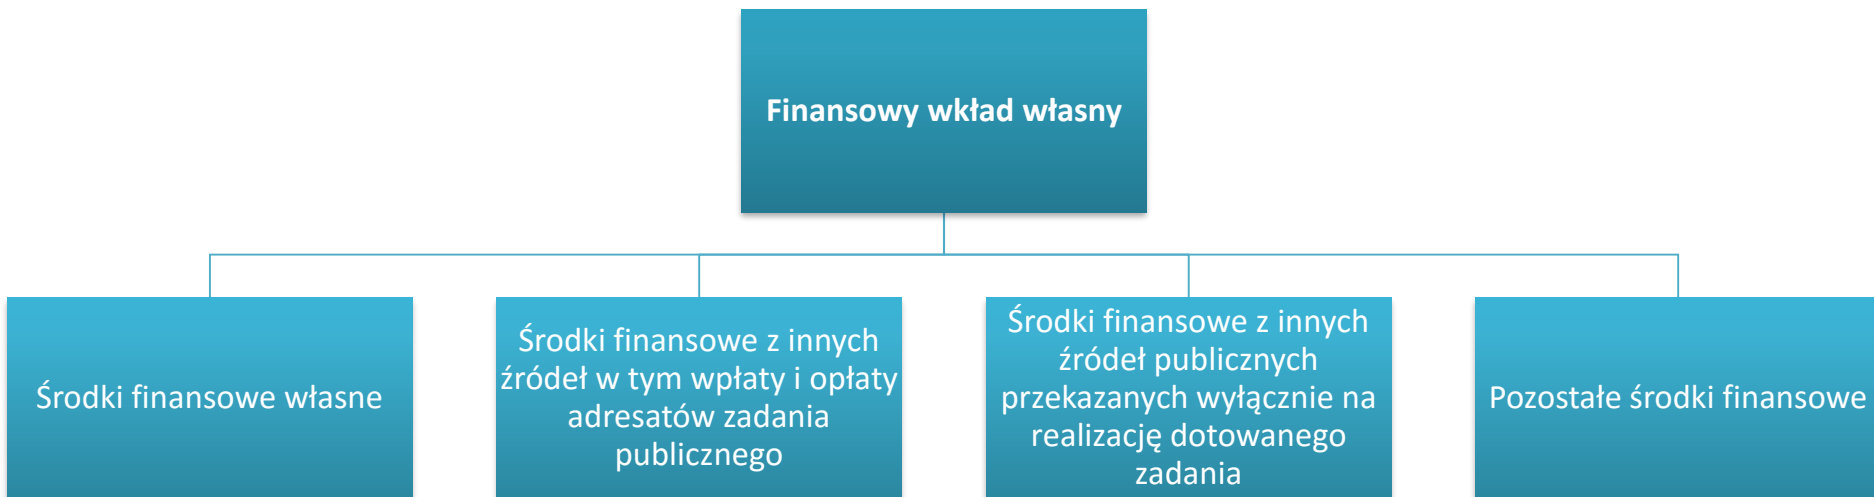 Finansowy wkład własny
Środki finansowe własne
Środki finansowe z innych
źródeł w tym wpłaty i opłaty
adresatów zadania
publicznego
Środki finansowe z innych
źródeł publicznych
przekazanych wyłącznie na
realizację dotowanego
zadania
Pozostałe środki finansowe